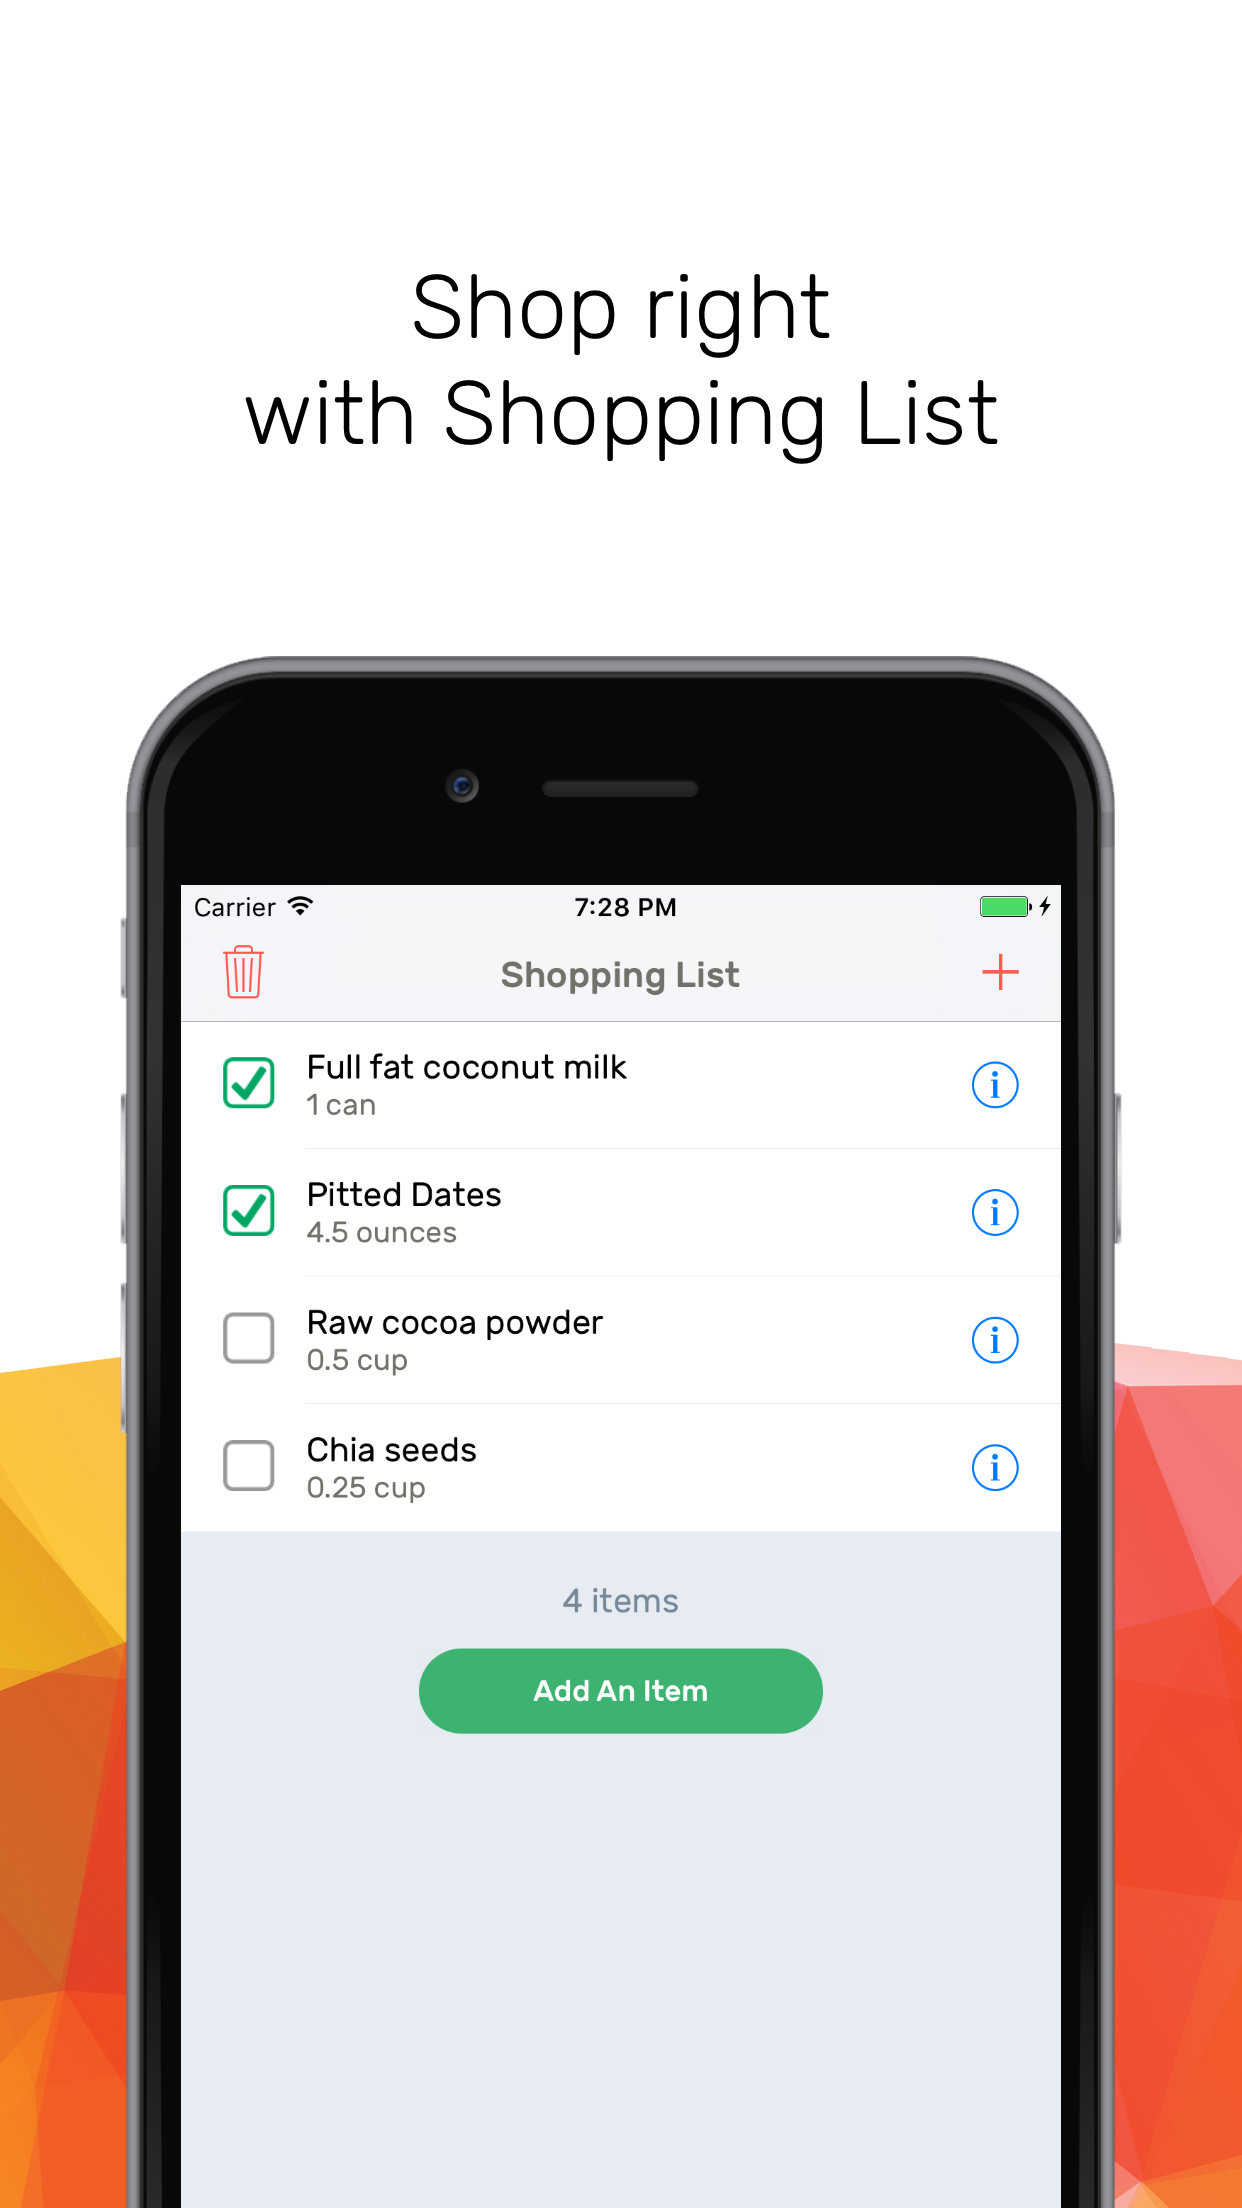 Shop right
with Shopping List
Carrier
7:28 PM
Shopping List
Full fat coconut milk
1 can
Pitted Dates
4.5 ounces
Raw cocoa powder
0.5 cup
Chia seeds
0.25 cup
4 items
Add An Item